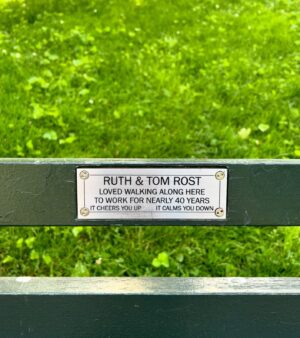 RUTH & TOM ROST
LOVED WALKING ALONG HERE
TO WORK FOR NEARLY 40 YEARS
IT CHEERS YOU UP IT CALMS YOU DOWN